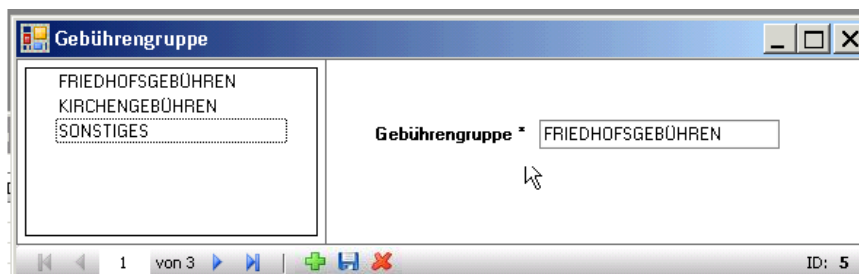 Gebührengruppe
FRIEDHOFSGEBÜHREN
KIRCHENGEBÜHREN
SONSTIGES
Gebührengruppe * FRIEDHOFSGEBÜHREN
1 von 3 ID: 5